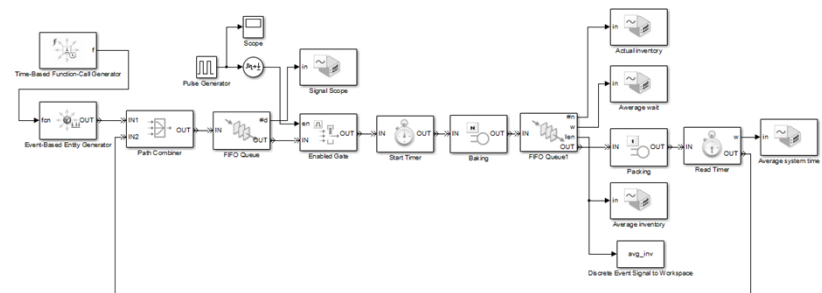 f
Time-Based Function-Call Generator
fcn
OUT
Event-Based Entity Generator
IN1
IN2
OUT
Path Combiner
Scope
Pulse Generator
in
Signal Scope
IN
#d
OUT
FIFO Queue
en
IN
OUT
Enabled Gate
IN
OUT
Start Timer
IN
N
OUT
Baking
IN
#n
w
len
OUT
FIFO Queue1
in
Actual inventory
in
Average wait
IN
1
OUT
Packing
IN
w
OUT
Read Timer
in
Average system time
in
Average inventory
avg_inv
Discrete Event Signal to Workspace